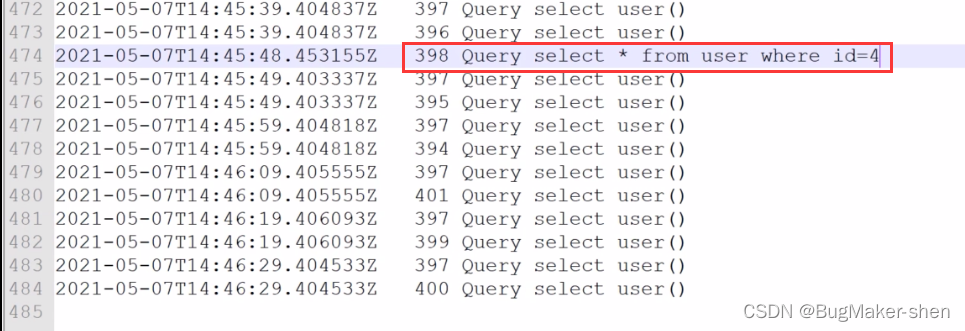 472 2021-05-07T14:45:39.404837Z 397 Query select user()
473 2021-05-07T14:45:39.404837Z 396 Query select user()
474 2021-05-07T14:45:48.453155Z 398 Query select * from user where id=4
475 2021-05-07T14:45:49.403337Z 397 Query select user()
476 2021-05-07T14:45:49.403337Z 395 Query select user()
477 2021-05-07T14:45:59.404818Z 397 Query select user()
478 2021-05-07T14:45:59.404818Z 394 Query select user()
479 2021-05-07T14:46:09.405555Z 397 Query select user()
480 2021-05-07T14:46:09.405555Z 401 Query select user()
481 2021-05-07T14:46:19.406093Z 397 Query select user()
482 2021-05-07T14:46:19.406093Z 399 Query select user()
483 2021-05-07T14:46:29.404533Z 397 Query select user()
484 2021-05-07T14:46:29.404533Z 400 Query select user()
485
CSDN @BugMaker-shen